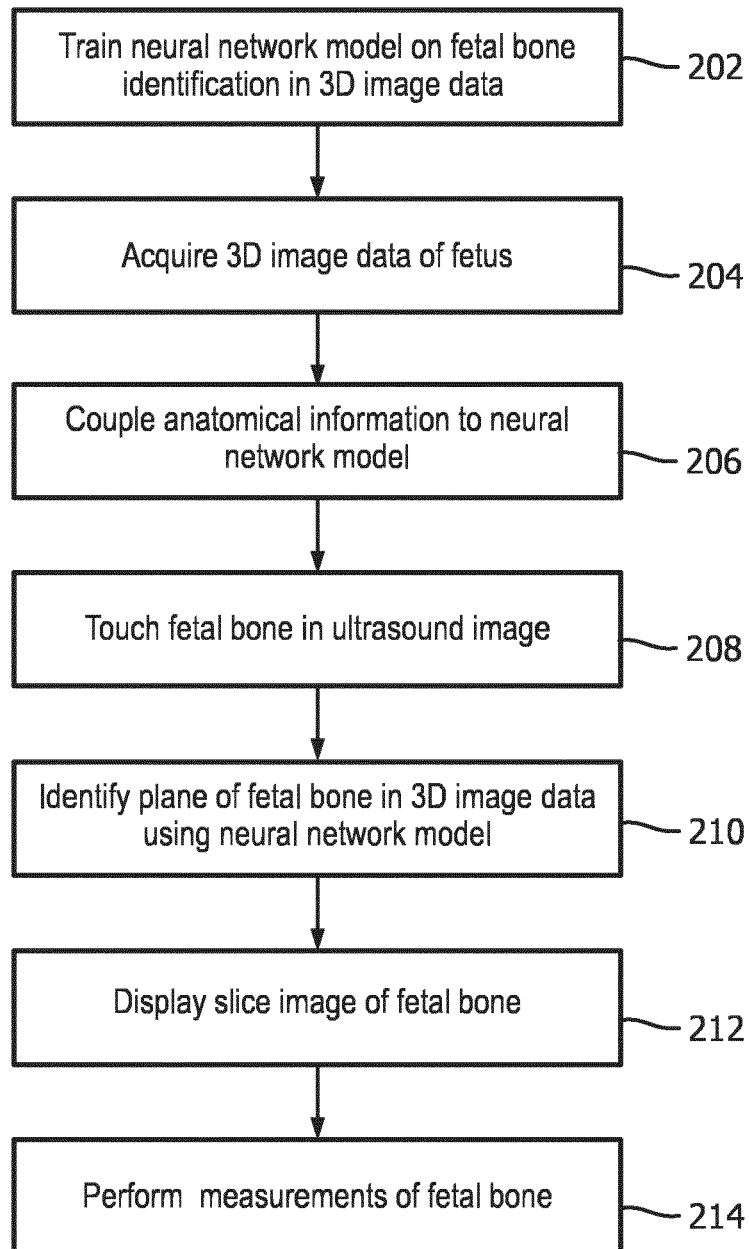 Train neural network model on fetal bone
identification in 3D image data
202
Acquire 3D image data of fetus
204
Couple anatomical information to neural
network model
206
Touch fetal bone in ultrasound image
208
Identify plane of fetal bone in 3D image data
using neural network model
210
Display slice image of fetal bone
212
Perform measurements of fetal bone
214